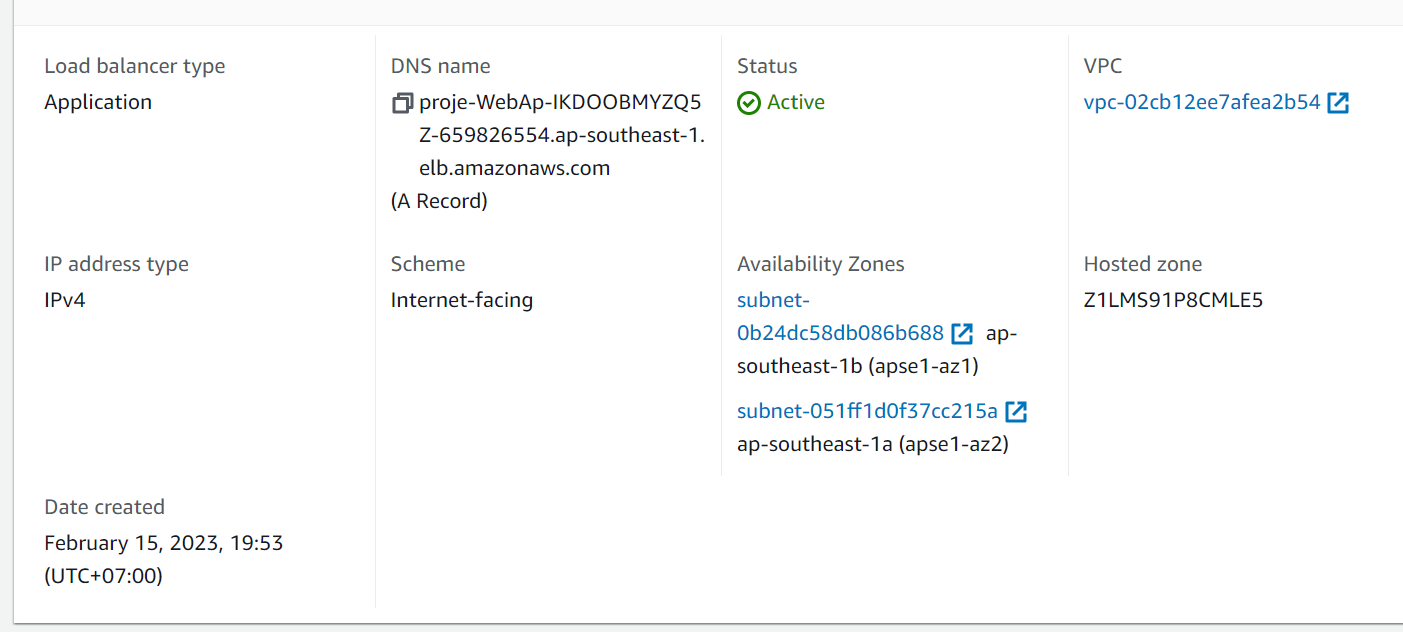 Load balancer type
Application
DNS name
proje-WebAp-IKDOOBMYZQ5
Z-659826554.ap-southeast-1.
elb.amazonaws.com
(A Record)
Status
Active
VPC
vpc-02cb12ee7afea2b54
IP address type
IPv4
Scheme
Internet-facing
Availability Zones
subnet-
0b24dc58db086b688 ap-
southeast-1b (apse1-az1)
subnet-051ff1d0f37cc215a
ap-southeast-1a (apse1-az2)
Hosted zone
Z1LMS91P8CMLE5
Date created
February 15, 2023, 19:53
(UTC+07:00)